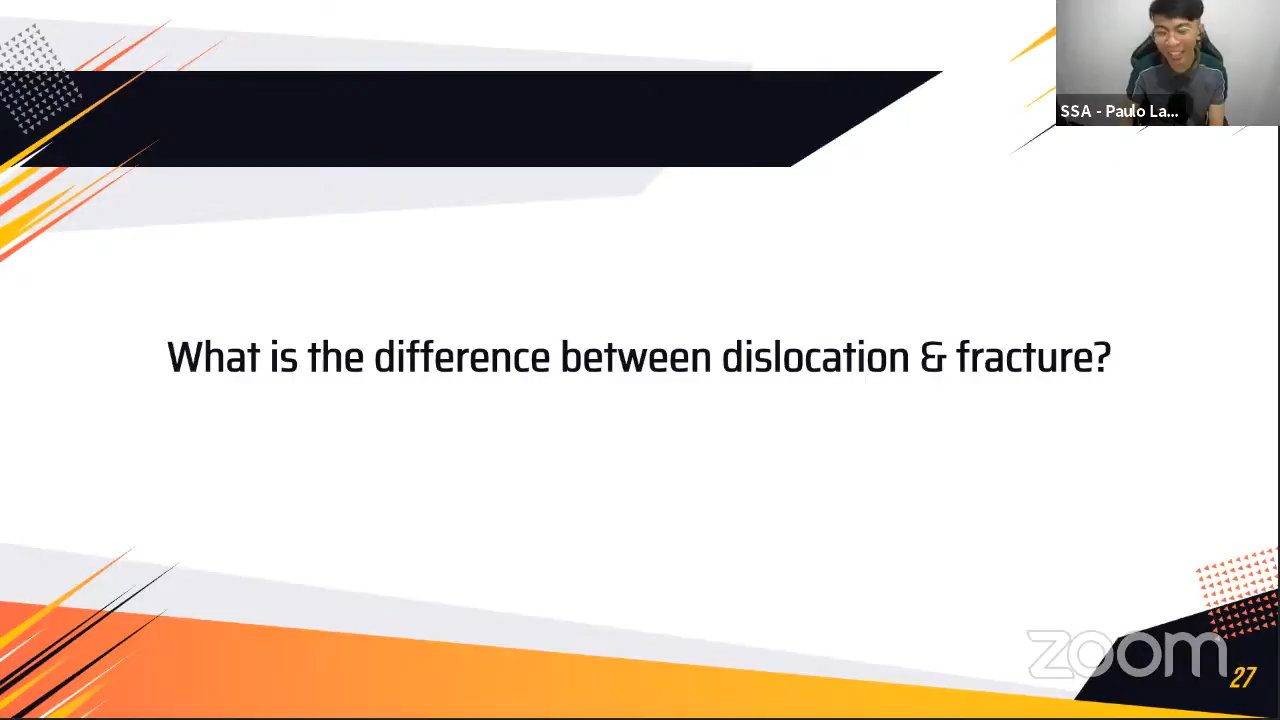 SSA - Paulo La...
What is the difference between dislocation & fracture?
zoom
27